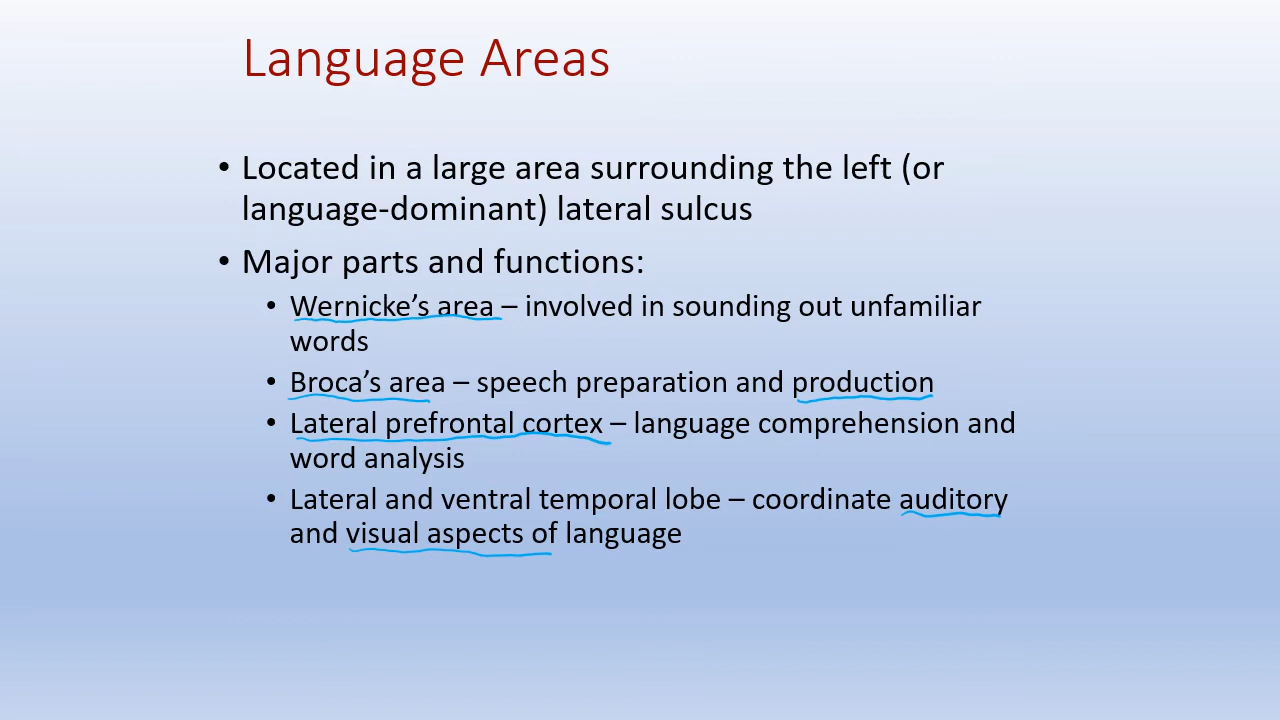 Language Areas
• Located in a large area surrounding the left (or
language-dominant) lateral sulcus
• Major parts and functions:
• Wernicke’s area – involved in sounding out unfamiliar
words
• Broca’s area – speech preparation and production
• Lateral prefrontal cortex – language comprehension and
word analysis
• Lateral and ventral temporal lobe – coordinate auditory
and visual aspects of language